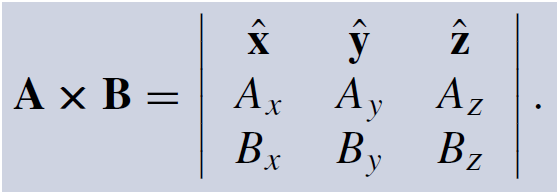 x̂ ŷ ẑ
A × B = | A_x A_y A_z | .
B_x B_y B_z